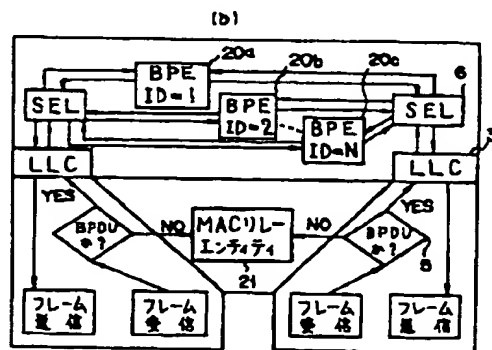 (b)
20a
20b
20c
BPE
ID=1
SEL
BPE
ID=2
BPE
ID=N
SEL
6
LLC
LLC
YES
YES
BPDU
か?
NO
MACリレー
エンティティ
NO
BPDU
か?
21
フレーム
送信
フレーム
受信
フレーム
受信
フレーム
送信